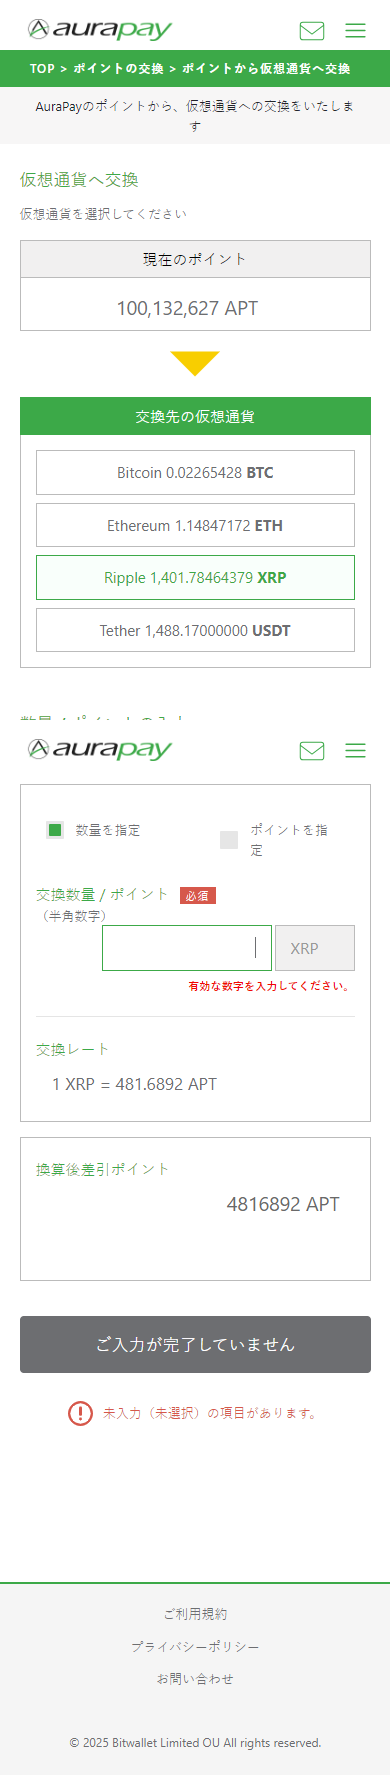 aurapay
TOP > ポイントの交換 > ポイントから仮想通貨へ交換
AuraPayのポイントから、仮想通貨への交換をいたしま
す
仮想通貨へ交換
仮想通貨を選択してください
現在のポイント
100,132,627 APT
交換先の仮想通貨
Bitcoin 0.02265428 BTC
Ethereum 1.14847172 ETH
Ripple 1,401.78464379 XRP
Tether 1,488.17000000 USDT
aurapay
数量を指定
ポイントを指
定
交換数量 / ポイント 必須
（半角数字）
XRP
有効な数字を入力してください。
交換レート
1 XRP = 481.6892 APT
換算後差引ポイント
4816892 APT
ご入力が完了していません
未入力（未選択）の項目があります。
ご利用規約
プライバシーポリシー
お問い合わせ
© 2025 Bitwallet Limited OU All rights reserved.